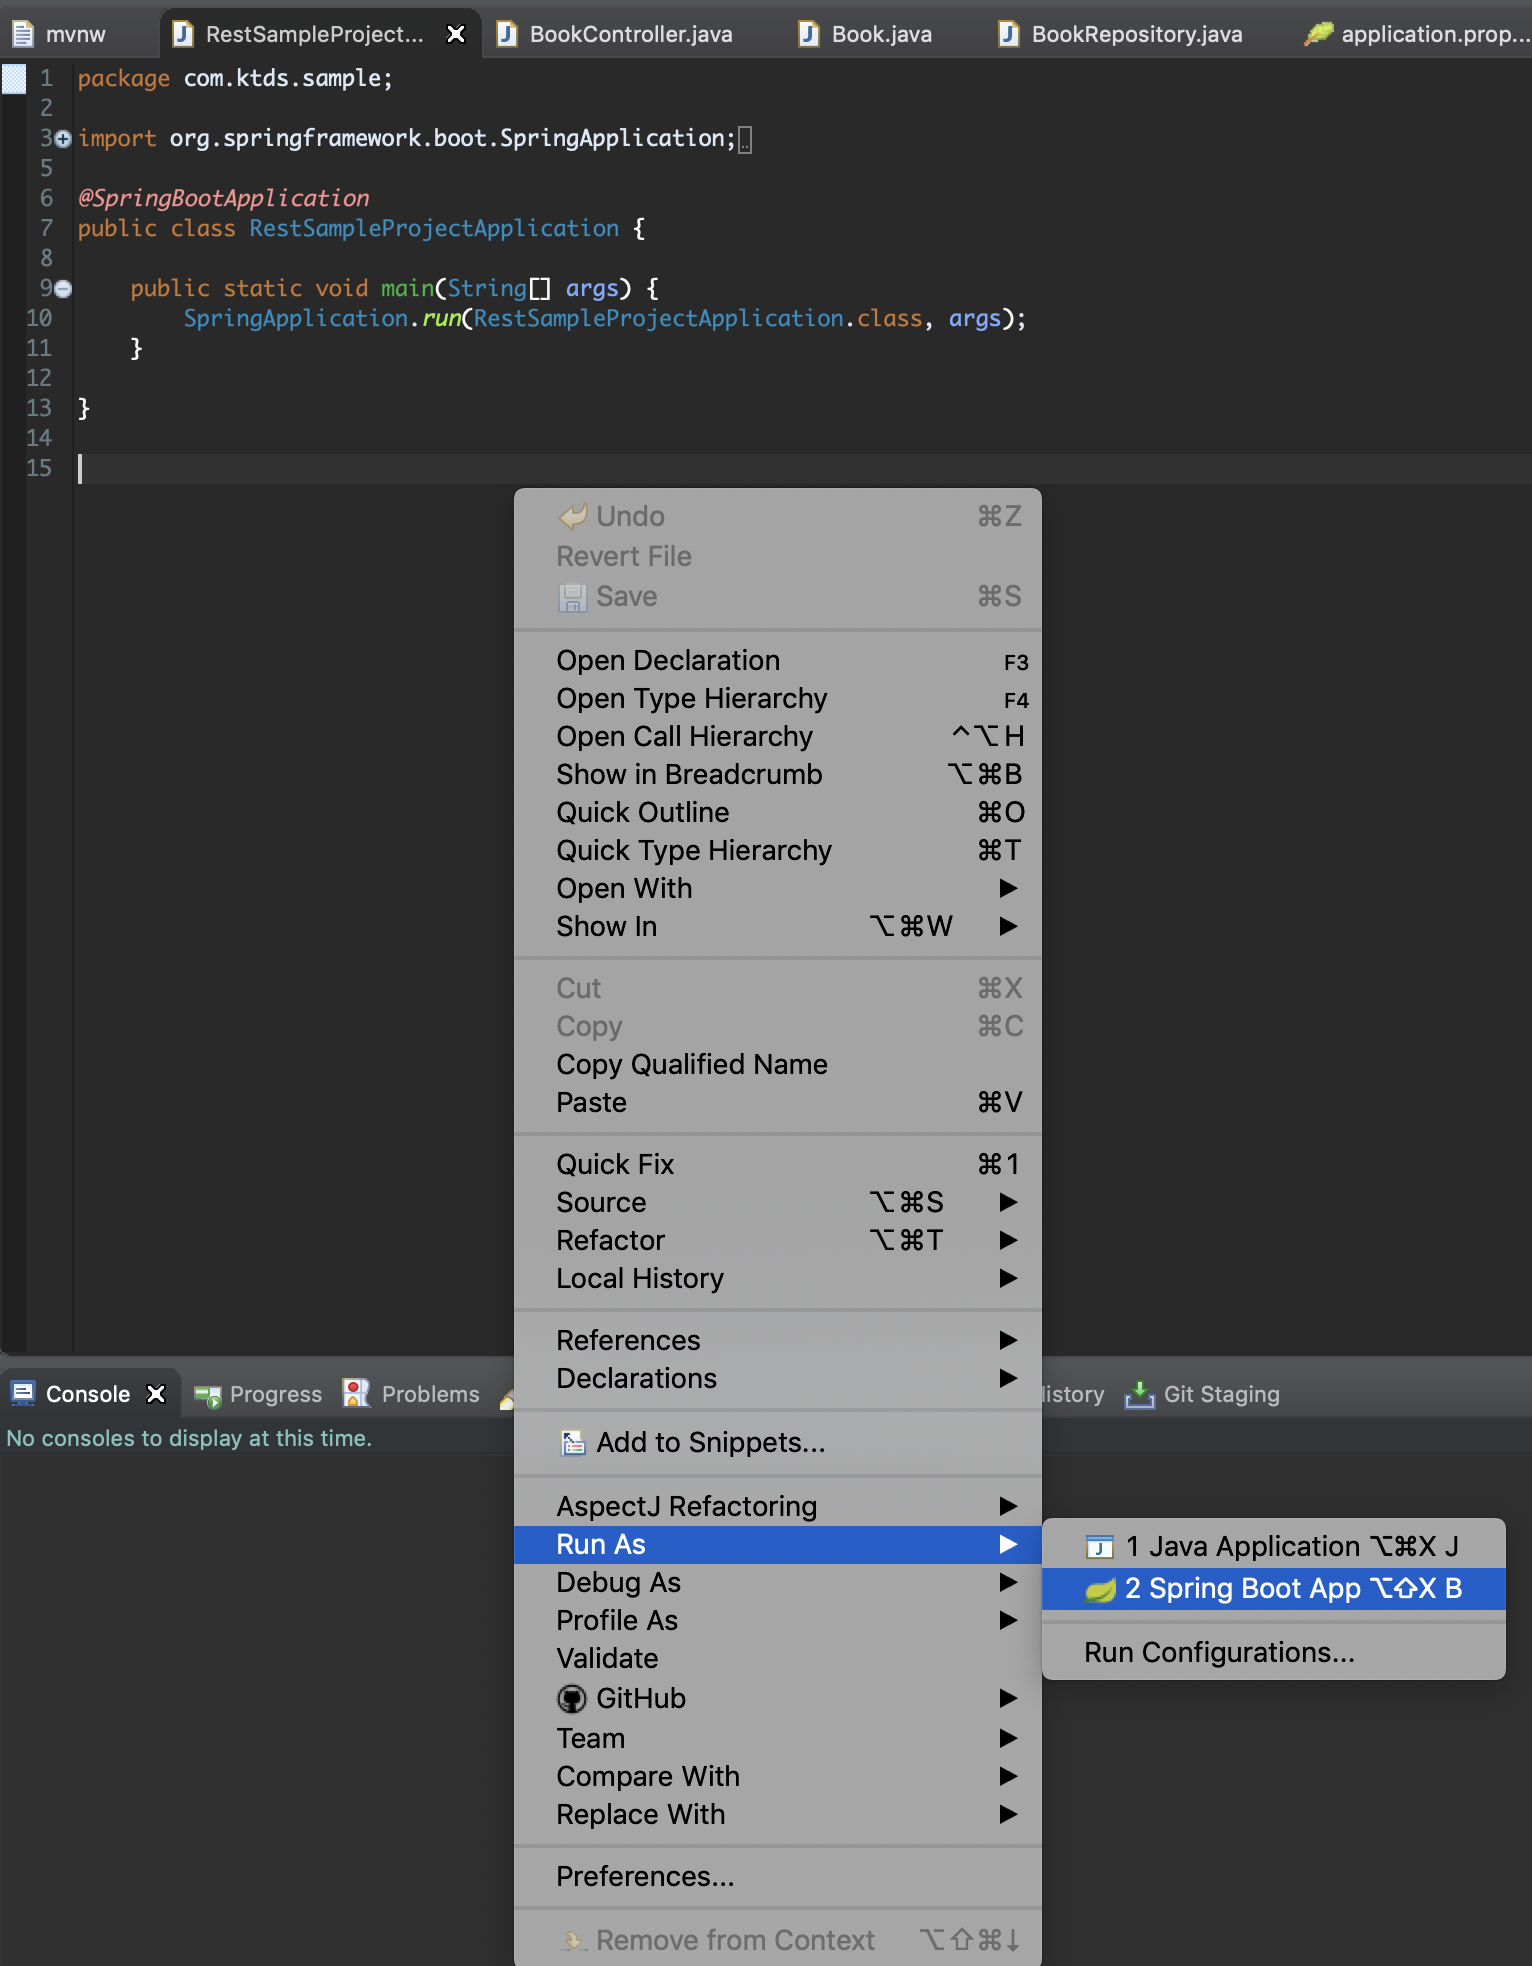 mvnw
RestSampleProject...
BookController.java
Book.java
BookRepository.java
application.prop...
1 package com.ktds.sample;
2
3 import org.springframework.boot.SpringApplication;
5
6 @SpringBootApplication
7 public class RestSampleProjectApplication {
8
9 public static void main(String[] args) {
10 SpringApplication.run(RestSampleProjectApplication.class, args);
11 }
12
13 }
14
15
Undo ⌘Z
Revert File
Save ⌘S
Open Declaration F3
Open Type Hierarchy F4
Open Call Hierarchy ^⌥H
Show in Breadcrumb ⌥⌘B
Quick Outline ⌘O
Quick Type Hierarchy ⌘T
Open With
Show In ⌥⌘W
Cut ⌘X
Copy ⌘C
Copy Qualified Name
Paste ⌘V
Quick Fix ⌘1
Source ⌥⌘S
Refactor ⌥⌘T
Local History
References
Declarations
Add to Snippets...
AspectJ Refactoring
Run As
Debug As
Profile As
Validate
GitHub
Team
Compare With
Replace With
Preferences...
Remove from Context ⌥⇧⌘↓
1 Java Application ⌥⌘X J
2 Spring Boot App ⌥⇧X B
Run Configurations...
Console
Progress
Problems
istory
Git Staging
No consoles to display at this time.